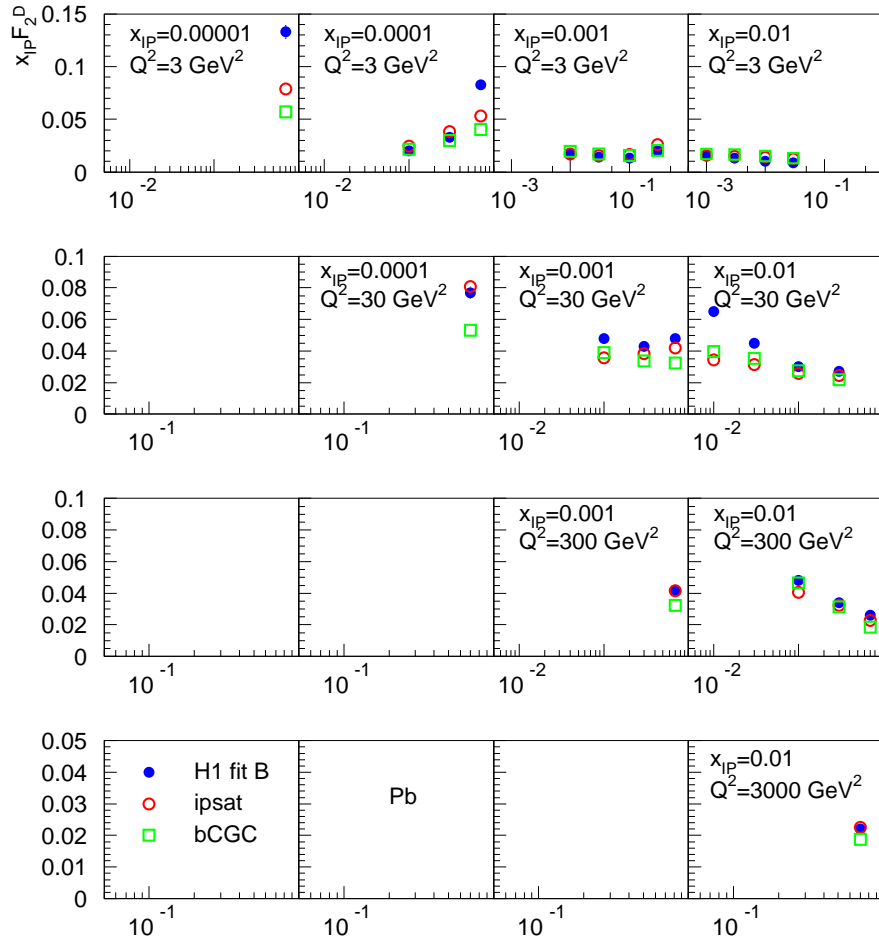 x_IP F_2^D
0.15
0.1
0.05
0
x_IP=0.00001
Q^2=3 GeV^2
x_IP=0.0001
Q^2=3 GeV^2
x_IP=0.001
Q^2=3 GeV^2
x_IP=0.01
Q^2=3 GeV^2
10^-2 10^-2 10^-3 10^-1 10^-3 10^-1
0.1
0.08
0.06
0.04
0.02
0
x_IP=0.0001
Q^2=30 GeV^2
x_IP=0.001
Q^2=30 GeV^2
x_IP=0.01
Q^2=30 GeV^2
10^-1 10^-1 10^-2 10^-2
0.1
0.08
0.06
0.04
0.02
0
x_IP=0.001
Q^2=300 GeV^2
x_IP=0.01
Q^2=300 GeV^2
10^-1 10^-1 10^-2 10^-2
0.05
0.04
0.03
0.02
0.01
0
H1 fit B
ipsat
bCGC
Pb
x_IP=0.01
Q^2=3000 GeV^2
10^-1 10^-1 10^-1 10^-1